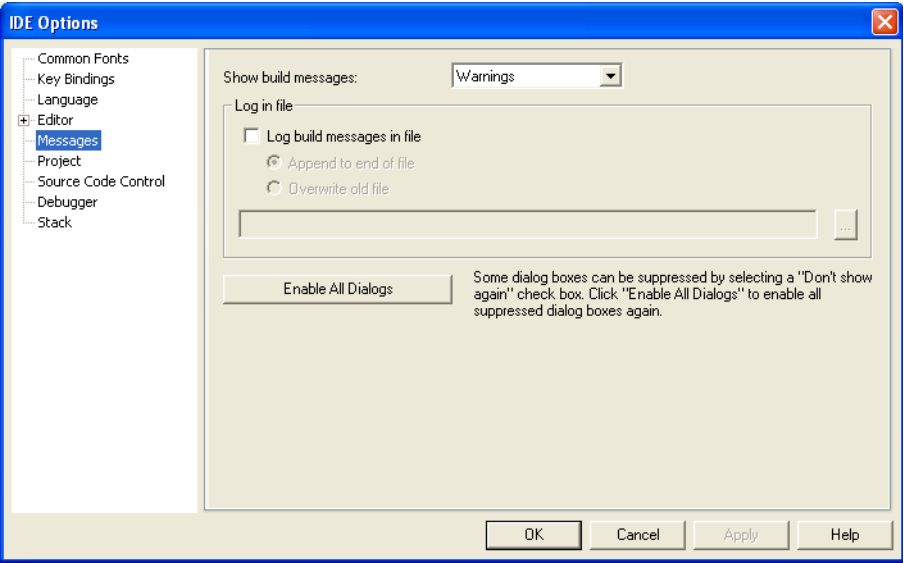 IDE Options
Common Fonts
Key Bindings
Language
Editor
Messages
Project
Source Code Control
Debugger
Stack
Show build messages: Warnings
Log in file
Log build messages in file
Append to end of file
Overwrite old file
...
Enable All Dialogs
Some dialog boxes can be suppressed by selecting a "Don't show
again" check box. Click "Enable All Dialogs" to enable all
suppressed dialog boxes again.
OK Cancel Apply Help